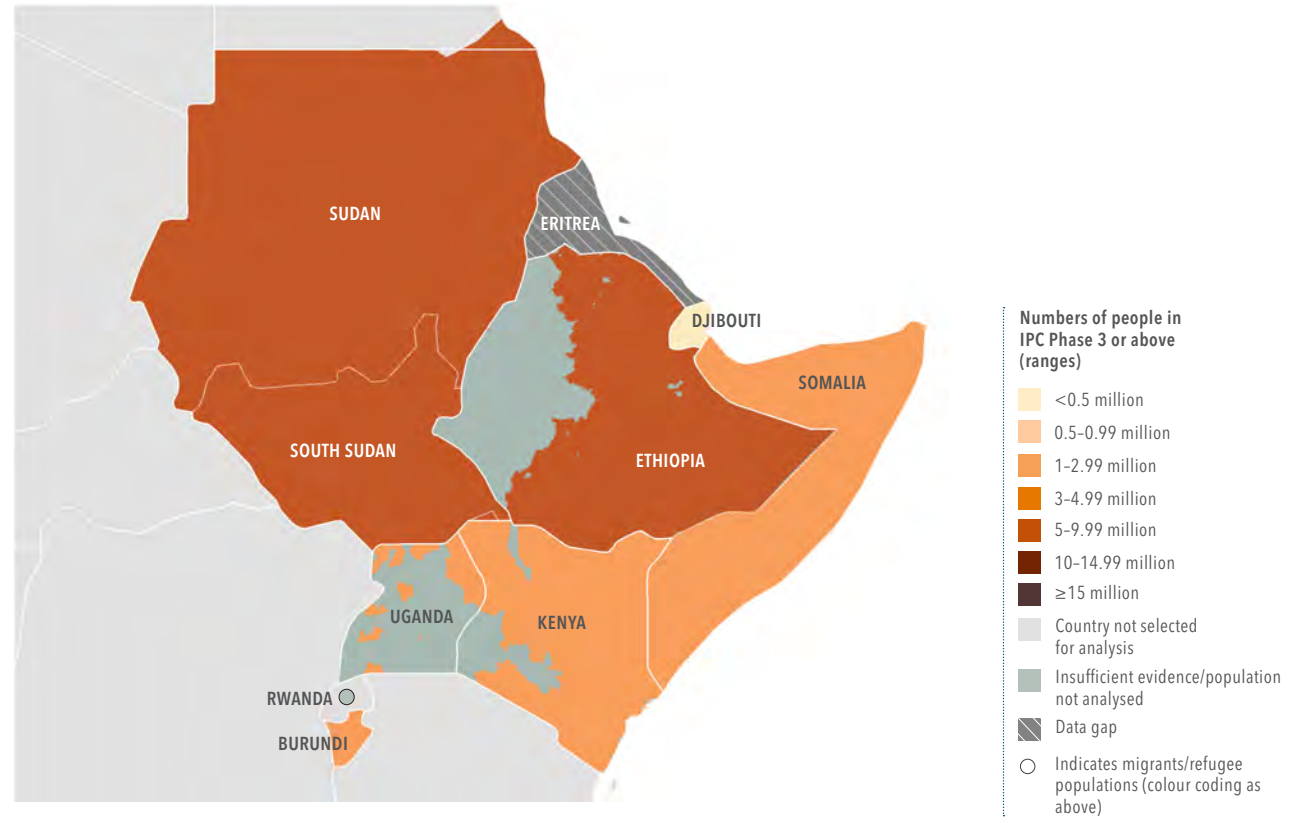 SUDAN
ERITREA
DJIBOUTI
SOMALIA
SOUTH SUDAN
ETHIOPIA
UGANDA
KENYA
RWANDA
BURUNDI
Numbers of people in
IPC Phase 3 or above
(ranges)
<0.5 million
0.5–0.99 million
1–2.99 million
3–4.99 million
5–9.99 million
10–14.99 million
≥15 million
Country not selected
for analysis
Insufficient evidence/population
not analysed
Data gap
Indicates migrants/refugee
populations (colour coding as
above)